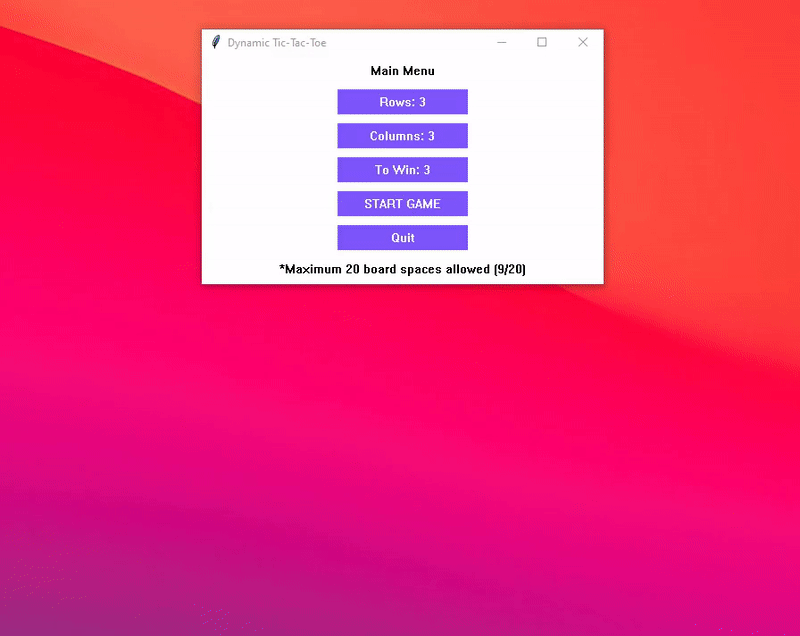 Dynamic Tic-Tac-Toe
Main Menu
Rows: 3
Columns: 3
To Win: 3
START GAME
Quit
*Maximum 20 board spaces allowed (9/20)